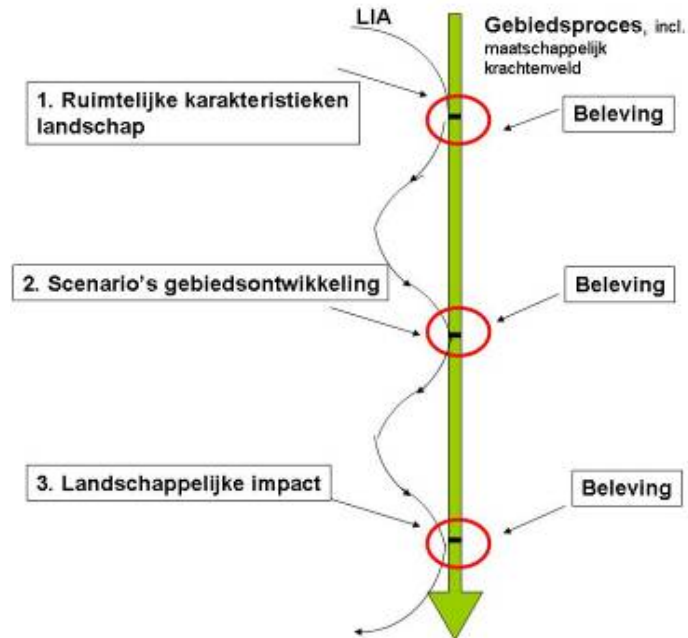 LIA
Gebiedsproces, incl.
maatschappelijk
krachtenveld
1. Ruimtelijke karakteristieken
landschap
Beleving
2. Scenario's gebiedsontwikkeling
Beleving
3. Landschappelijke impact
Beleving